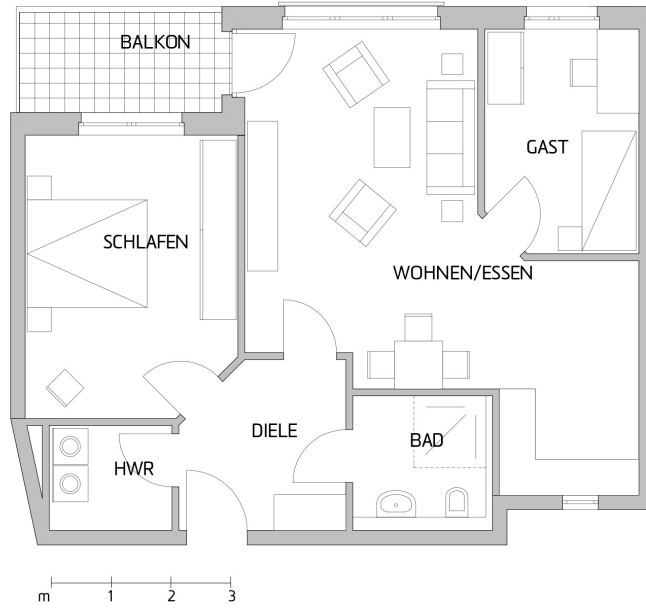 BALKON
GAST
SCHLAFEN
WOHNEN/ESSEN
DIELE
BAD
HWR
m 1 2 3